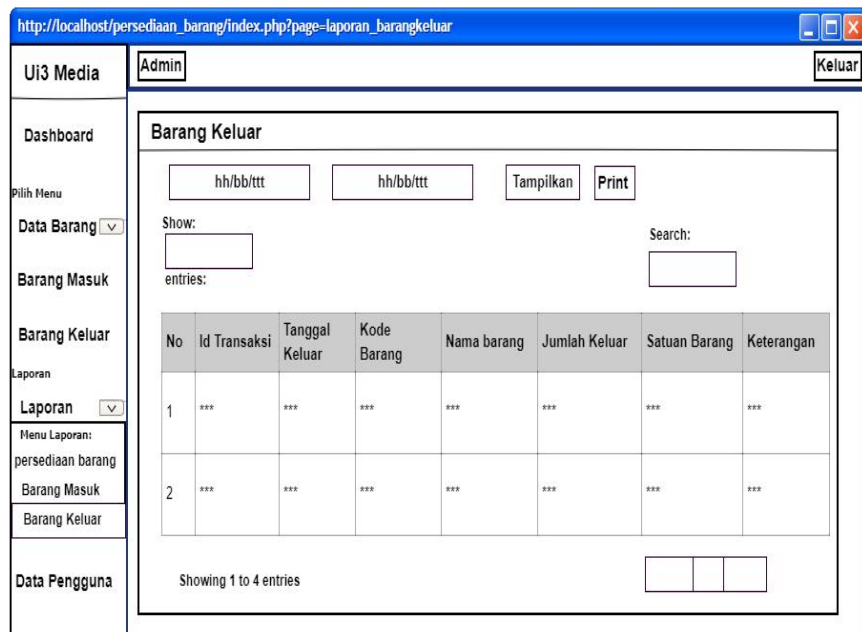 http://localhost/persediaan_barang/index.php?page=laporan_barangkeluar
Ui3 Media
Admin
Keluar
Dashboard
Pilih Menu
Data Barang
Barang Masuk
Barang Keluar
Laporan
Laporan
Menu Laporan:
persediaan barang
Barang Masuk
Barang Keluar
Data Pengguna
Barang Keluar
hh/bb/ttt hh/bb/ttt Tampilkan Print
Show:
entries:
Search:
No Id Transaksi Tanggal Keluar Kode Barang Nama barang Jumlah Keluar Satuan Barang Keterangan
1 *** *** *** *** *** *** ***
2 *** *** *** *** *** *** ***
Showing 1 to 4 entries